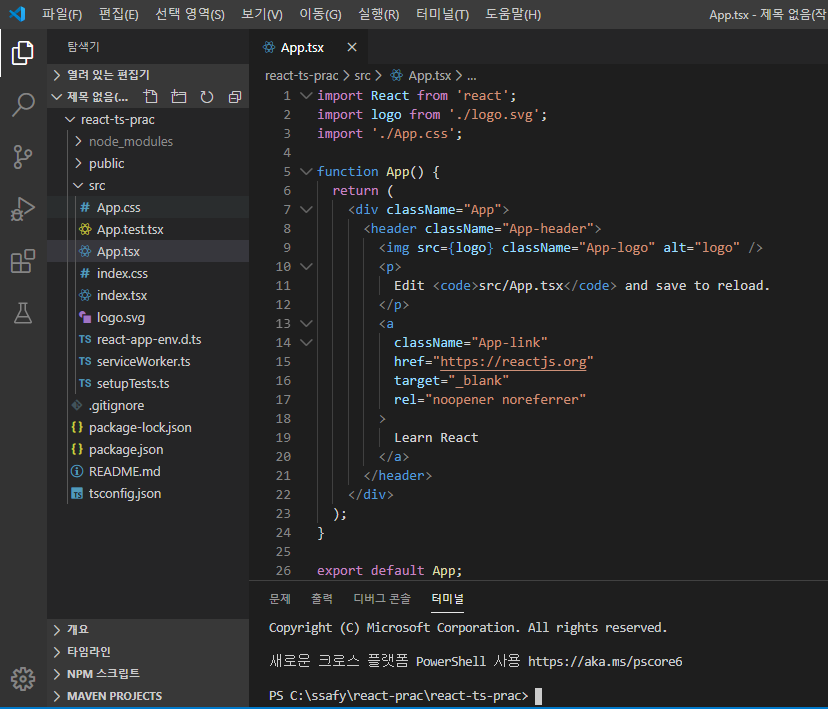 파일(F) 편집(E) 선택 영역(S) 보기(V) 이동(G) 실행(R) 터미널(T) 도움말(H) App.tsx - 제목 없음(작
탐색기
열려 있는 편집기
제목 없음(...
react-ts-prac
node_modules
public
src
# App.css
App.test.tsx
App.tsx
# index.css
index.tsx
logo.svg
TS react-app-env.d.ts
TS serviceWorker.ts
TS setupTests.ts
.gitignore
{} package-lock.json
{} package.json
README.md
TS tsconfig.json
개요
타임라인
NPM 스크립트
MAVEN PROJECTS
App.tsx
react-ts-prac > src > App.tsx > ...
1 import React from 'react';
2 import logo from './logo.svg';
3 import './App.css';
4
5 function App() {
6 return (
7 <div className="App">
8 <header className="App-header">
9 <img src={logo} className="App-logo" alt="logo" />
10 <p>
11 Edit <code>src/App.tsx</code> and save to reload.
12 </p>
13 <a
14 className="App-link"
15 href="https://reactjs.org"
16 target="_blank"
17 rel="noopener noreferrer"
18 >
19 Learn React
20 </a>
21 </header>
22 </div>
23 );
24 }
25
26 export default App;
문제 출력 디버그 콘솔 터미널
Copyright (C) Microsoft Corporation. All rights reserved.
새로운 크로스 플랫폼 PowerShell 사용 https://aka.ms/pscore6
PS C:\ssafy\react-prac\react-ts-prac>